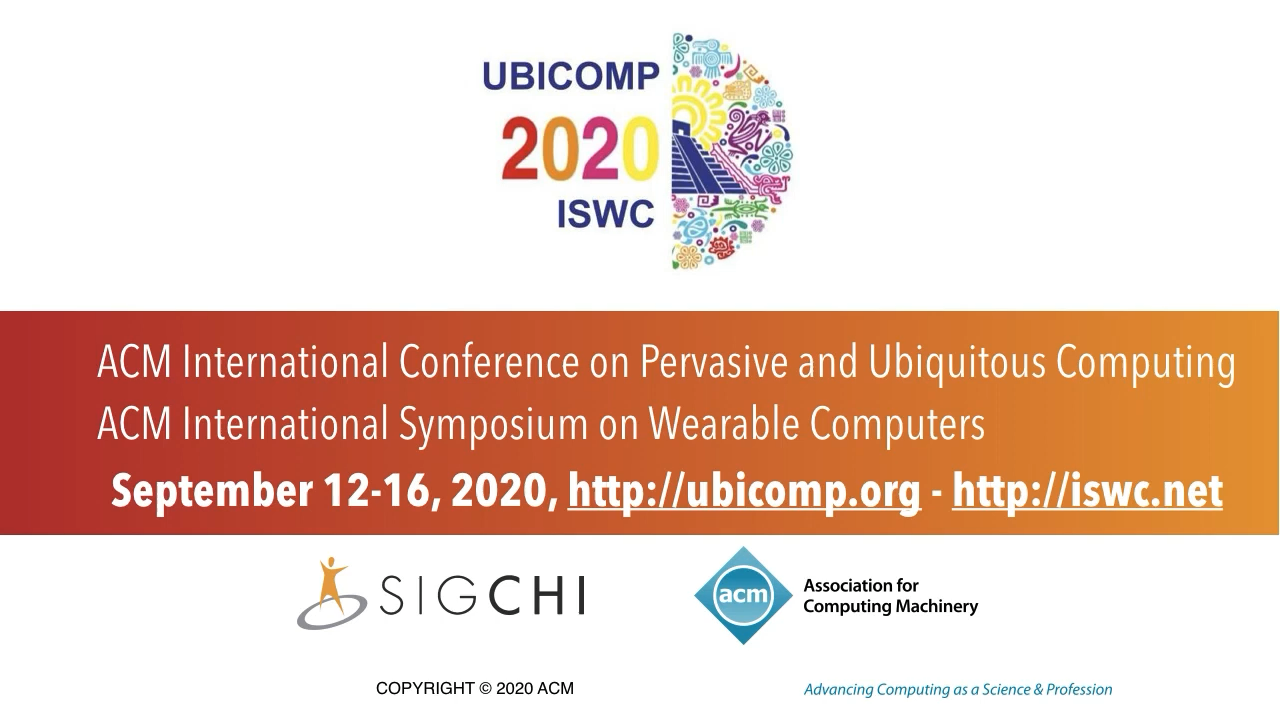 UBICOMP
2020
ISWC
ACM International Conference on Pervasive and Ubiquitous Computing
ACM International Symposium on Wearable Computers
September 12-16, 2020, http://ubicomp.org - http://iswc.net
SIGCHI
acm
Association for
Computing Machinery
COPYRIGHT © 2020 ACM
Advancing Computing as a Science & Profession